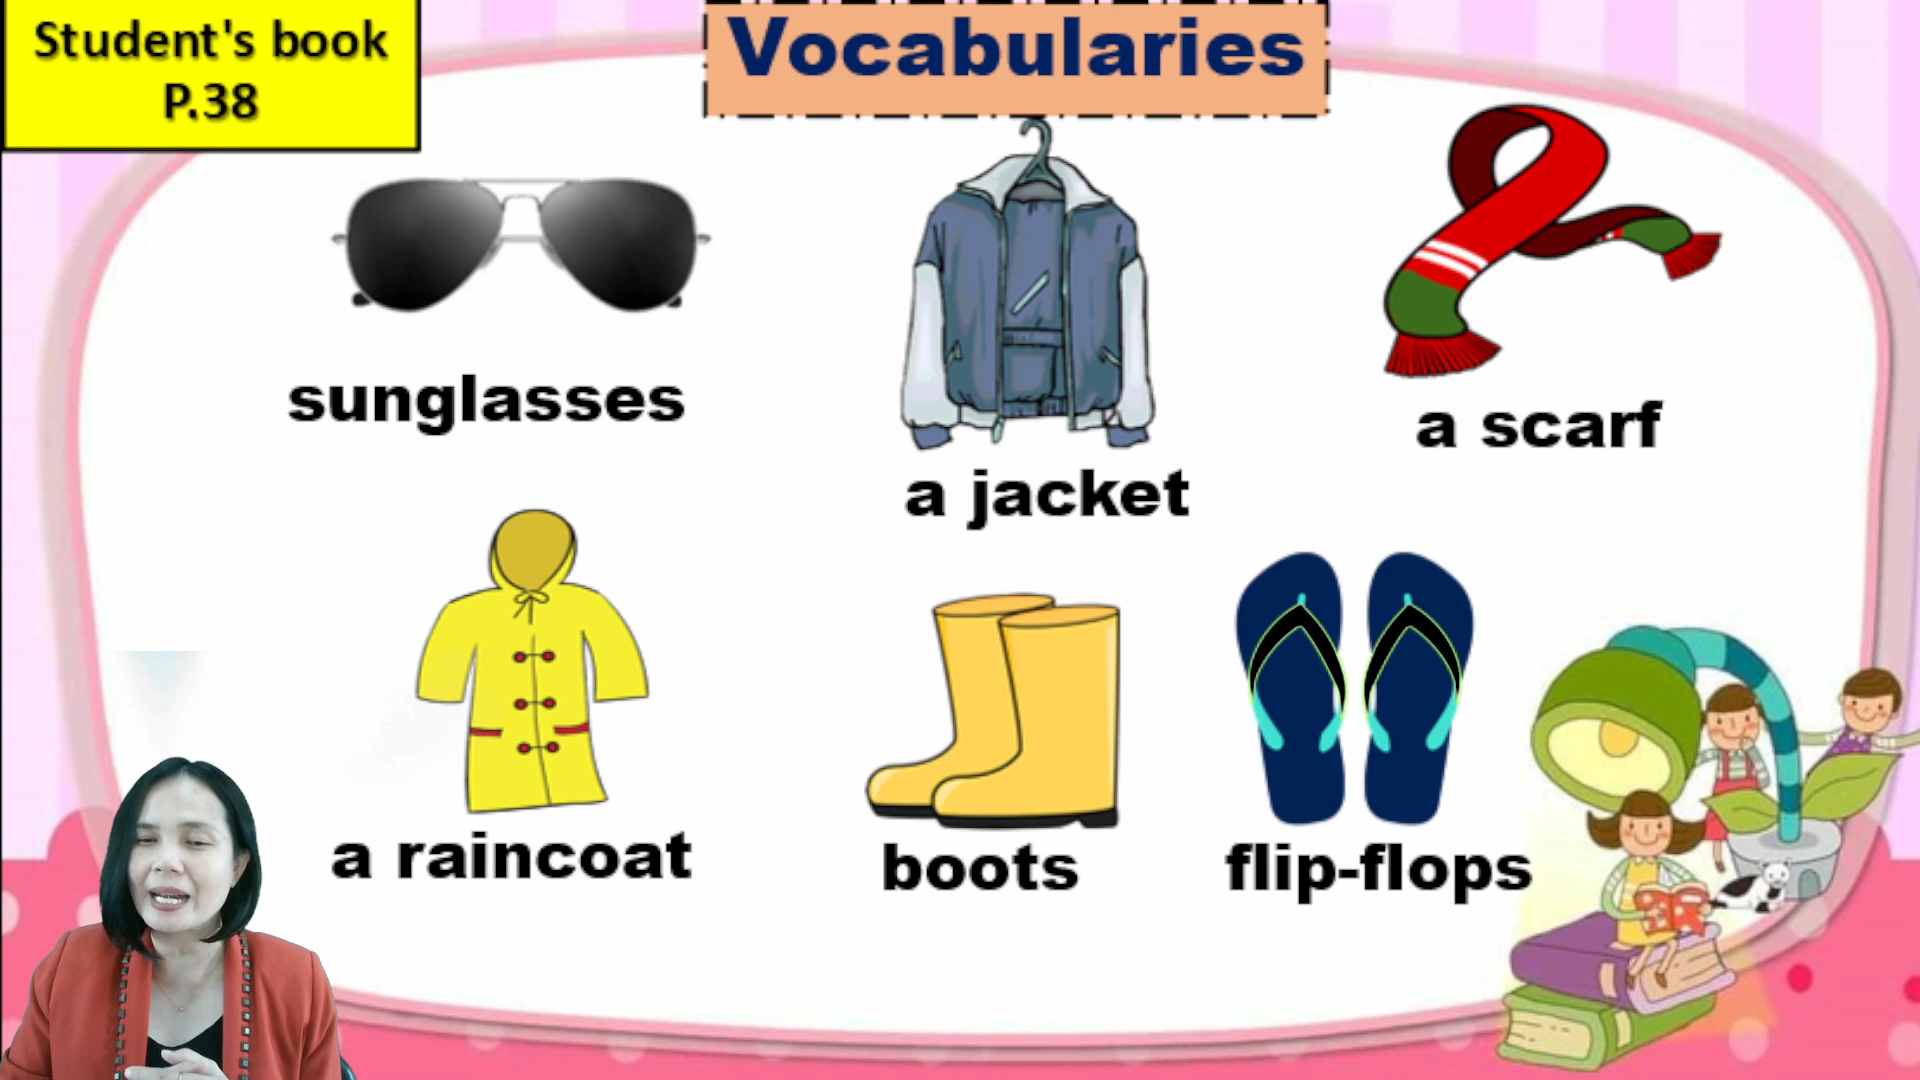 Student's book
P.38
Vocabularies
sunglasses
a jacket
a scarf
a raincoat
boots
flip-flops